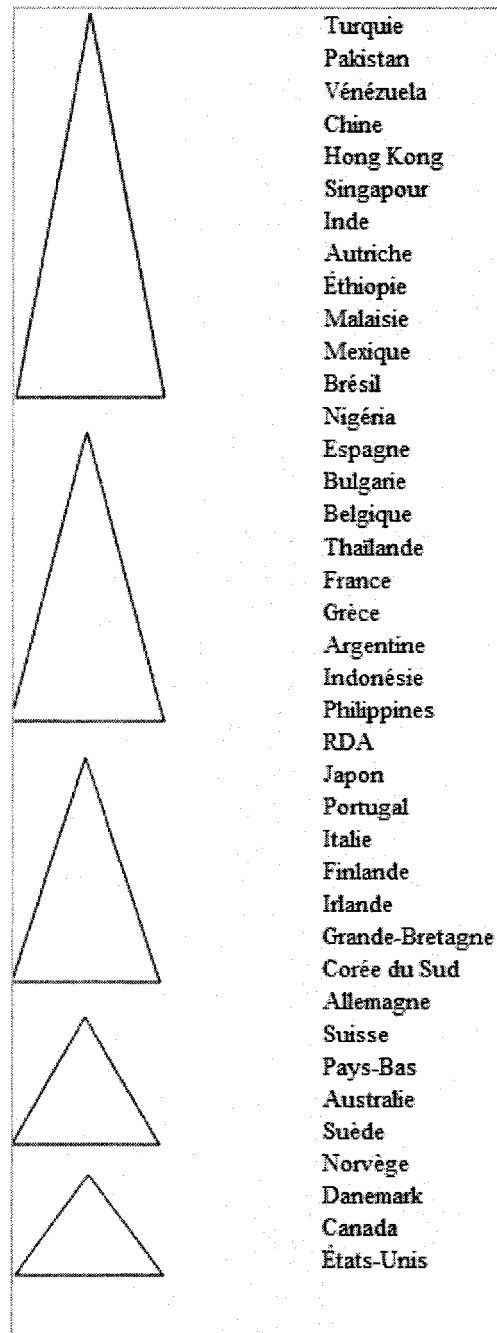 Turquie
Pakistan
Vénézuela
Chine
Hong Kong
Singapour
Inde
Autriche
Éthiopie
Malaisie
Mexique
Brésil
Nigéria
Espagne
Bulgarie
Belgique
Thaïlande
France
Grèce
Argentine
Indonésie
Philippines
RDA
Japon
Portugal
Italie
Finlande
Irlande
Grande-Bretagne
Corée du Sud
Allemagne
Suisse
Pays-Bas
Australie
Suède
Norvège
Danemark
Canada
États-Unis